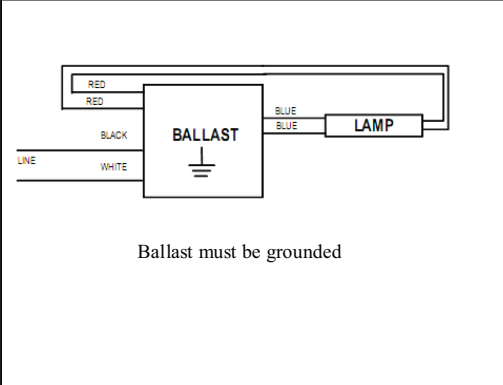 RED
RED
BLUE
BLUE
LAMP
BLACK
BALLAST
LINE
WHITE
Ballast must be grounded